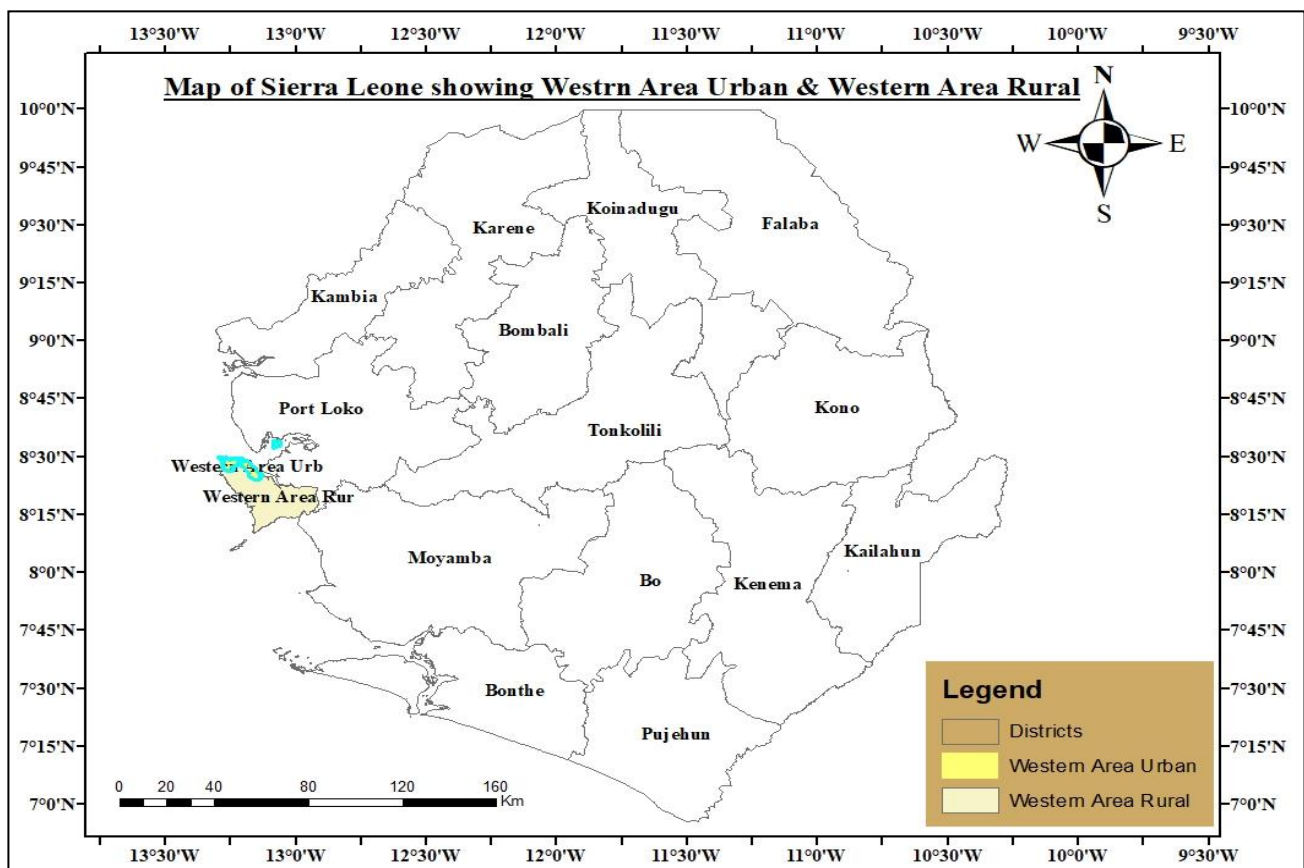 13°30'W 13°0'W 12°30'W 12°0'W 11°30'W 11°0'W 10°30'W 10°0'W 9°30'W
Map of Sierra Leone showing Westrn Area Urban & Western Area Rural
N
W E
S
10°0'N 10°0'N
9°45'N 9°45'N
Koinadugu
9°30'N Karene Falaba 9°30'N
9°15'N 9°15'N
Kambia
Bombali
9°0'N 9°0'N
8°45'N 8°45'N
Port Loko Kono
Tonkolili
8°30'N 8°30'N
Western Area Urb
Western Area Rur
8°15'N 8°15'N
Kailahun
Moyamba
8°0'N Bo Kenema 8°0'N
7°45'N 7°45'N
7°30'N Bonthe 7°30'N
Legend
Pujehun Districts
7°15'N 7°15'N
Western Area Urban
0 20 40 80 120 160
Km
Western Area Rural
7°0'N 7°0'N
13°30'W 13°0'W 12°30'W 12°0'W 11°30'W 11°0'W 10°30'W 10°0'W 9°30'W